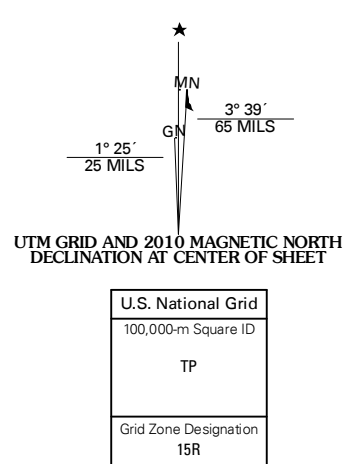 ★
MN
3° 39´
65 MILS
GN
1° 25´
25 MILS
UTM GRID AND 2010 MAGNETIC NORTH
DECLINATION AT CENTER OF SHEET
U.S. National Grid
100,000-m Square ID
TP
Grid Zone Designation
15R